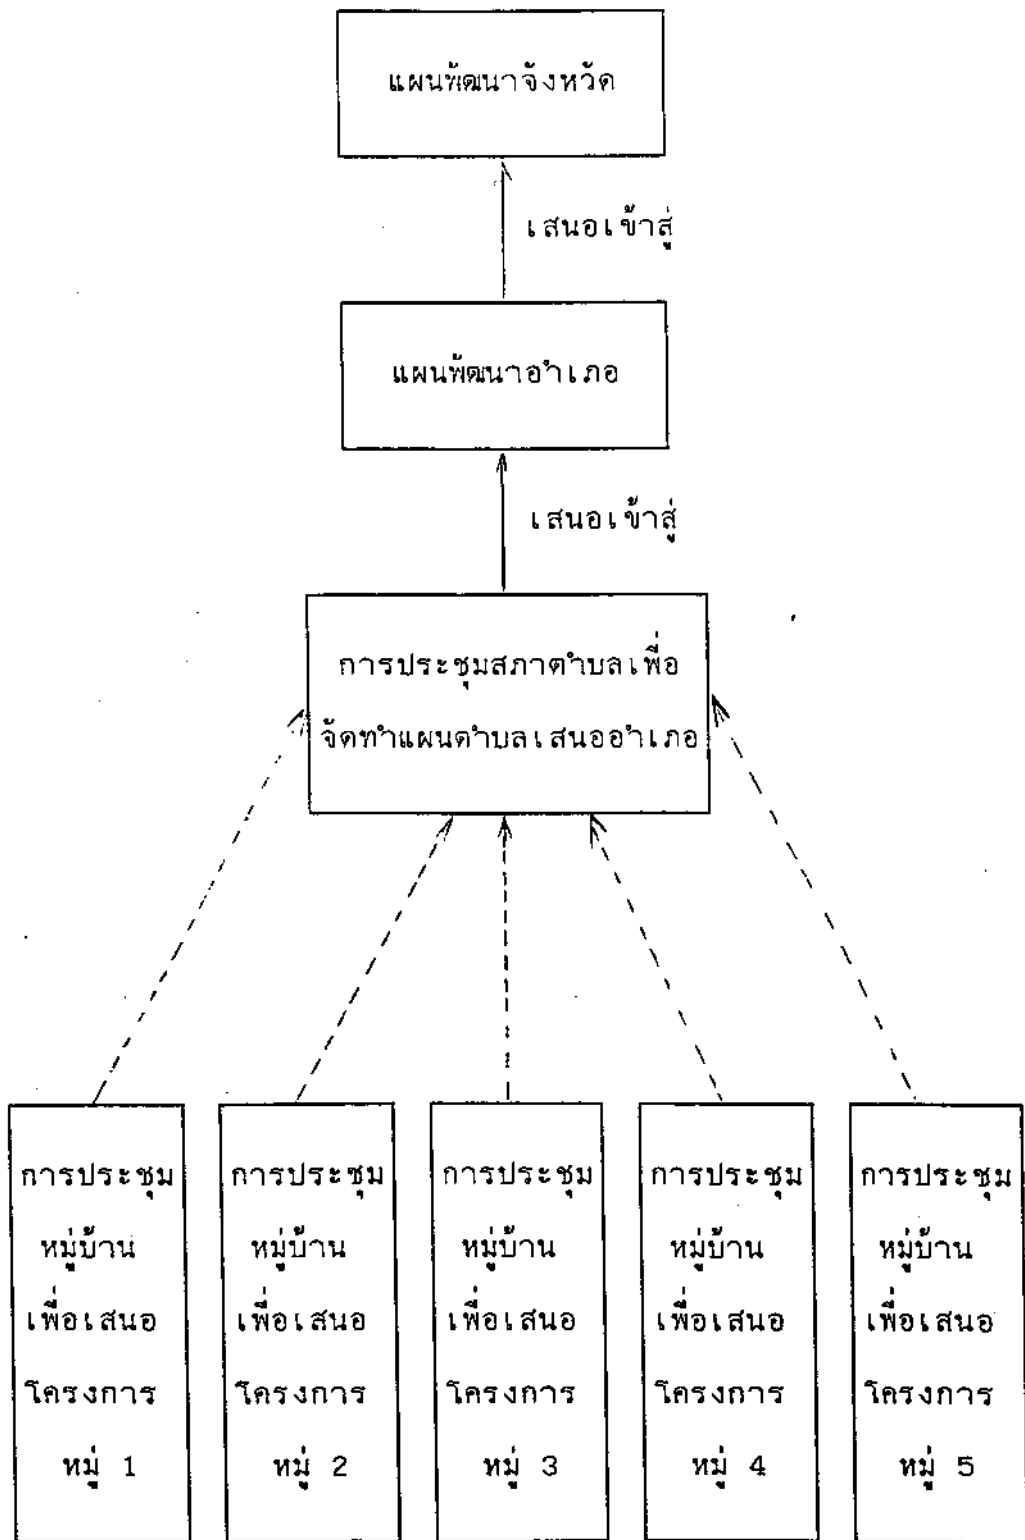 แผนพัฒนาจังหวัด
เสนอเข้าสู่
แผนพัฒนาอำเภอ
เสนอเข้าสู่
การประชุมสภาตำบลเพื่อ
จัดทำแผนตำบลเสนออำเภอ
การประชุม
หมู่บ้าน
เพื่อเสนอ
โครงการ
หมู่ 1
การประชุม
หมู่บ้าน
เพื่อเสนอ
โครงการ
หมู่ 2
การประชุม
หมู่บ้าน
เพื่อเสนอ
โครงการ
หมู่ 3
การประชุม
หมู่บ้าน
เพื่อเสนอ
โครงการ
หมู่ 4
การประชุม
หมู่บ้าน
เพื่อเสนอ
โครงการ
หมู่ 5